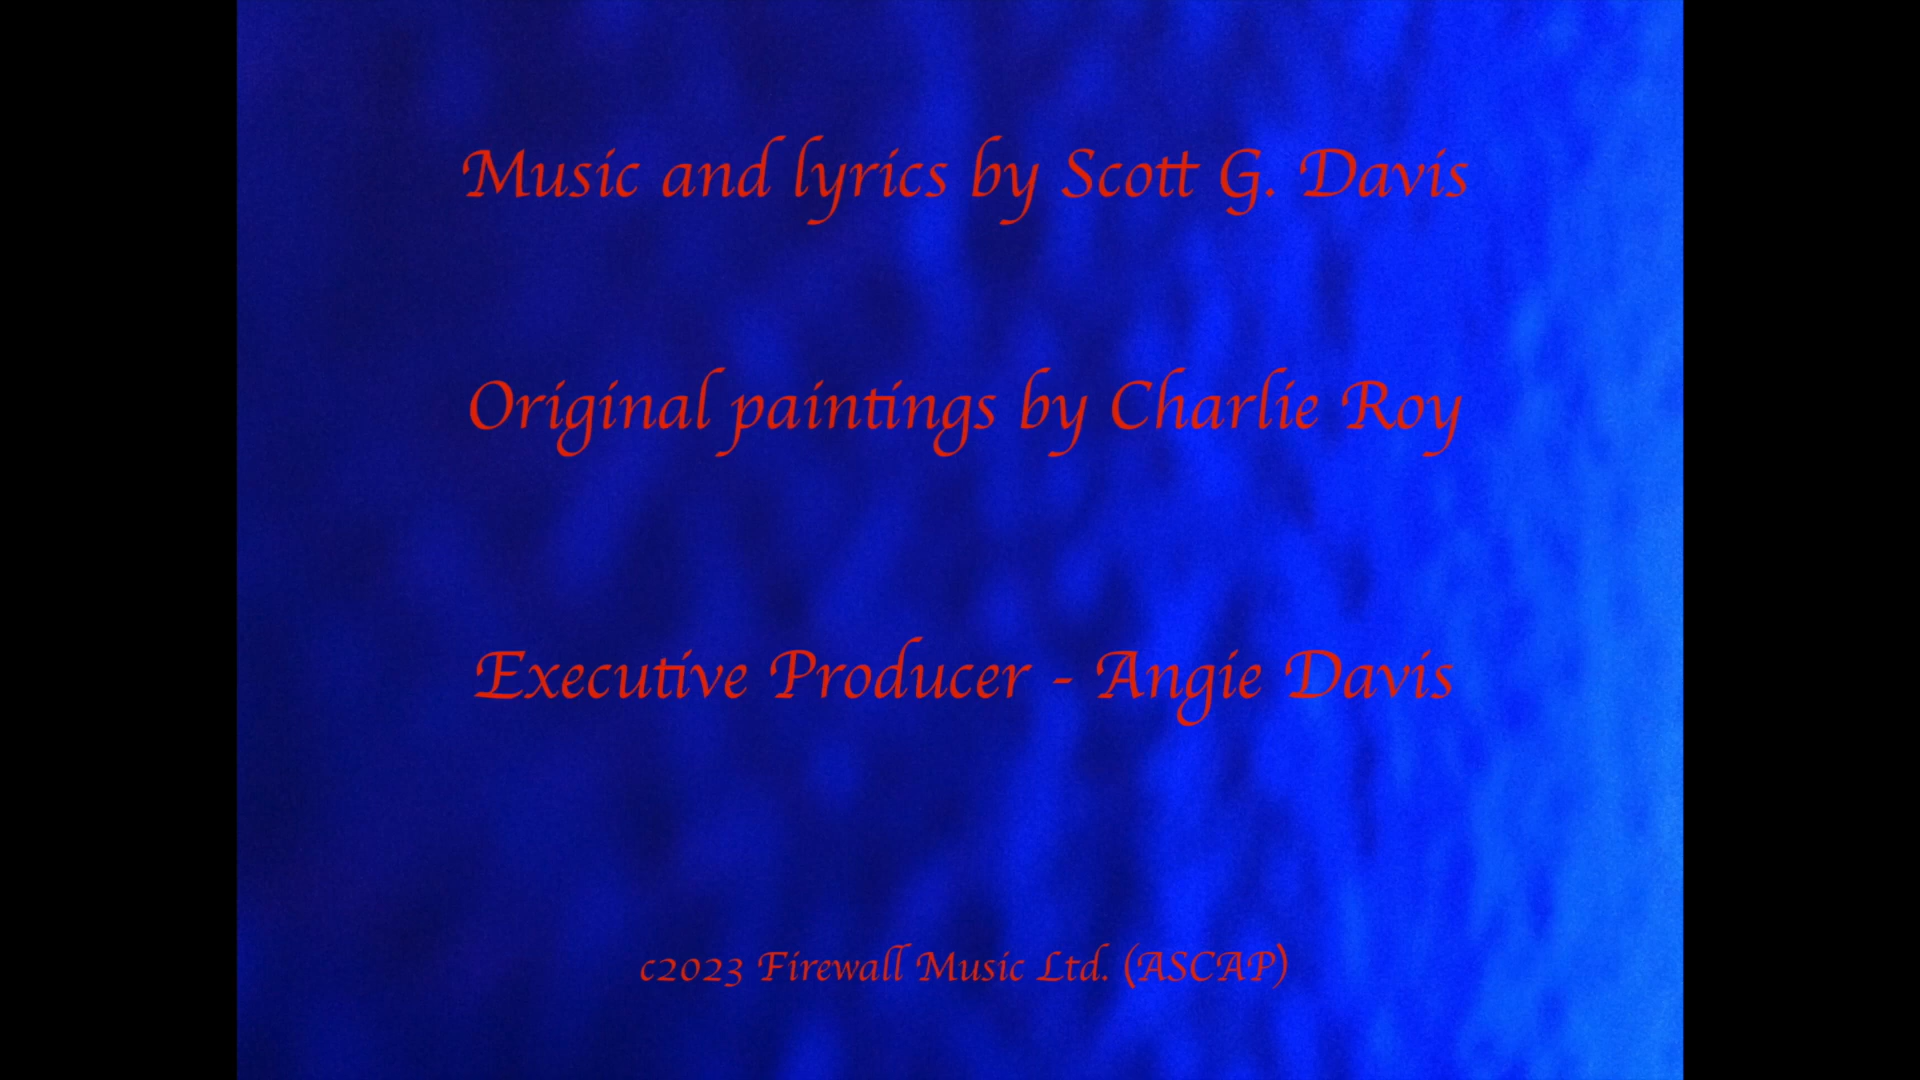 Music and lyrics by Scott G. Davis
Original paintings by Charlie Roy
Executive Producer - Angie Davis
c2023 Firewall Music Ltd. (ASCAP)